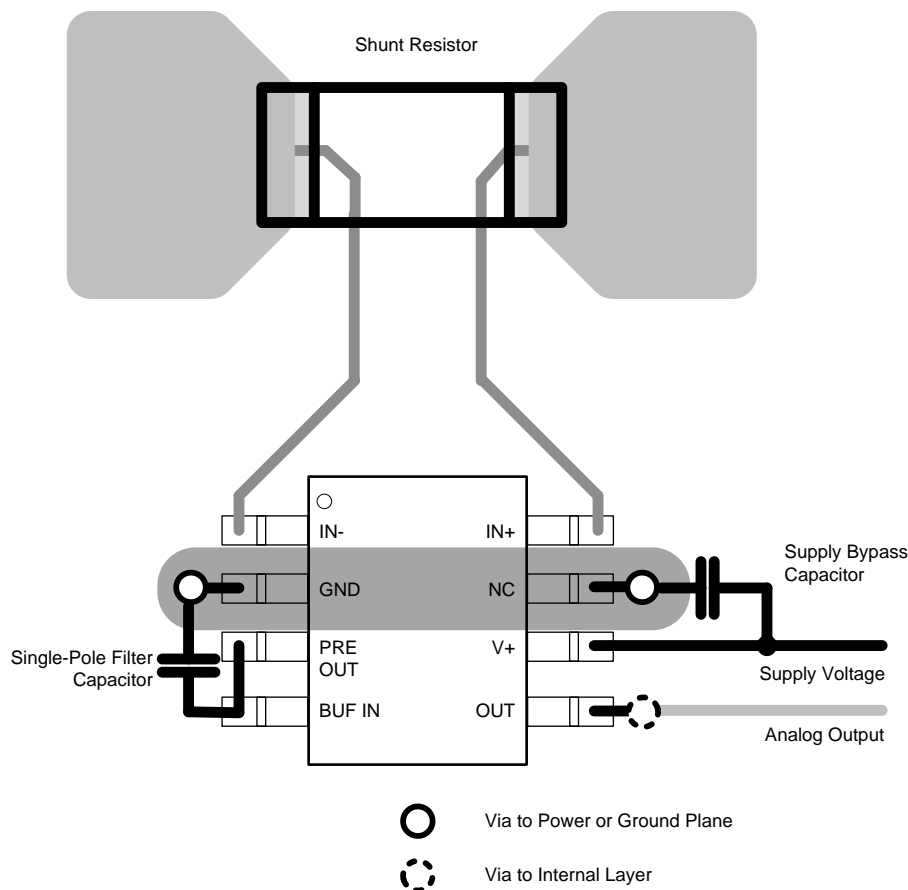 Shunt Resistor
IN-
IN+
GND
NC
PRE
OUT
V+
BUF IN
OUT
Supply Bypass
Capacitor
Single-Pole Filter
Capacitor
Supply Voltage
Analog Output
Via to Power or Ground Plane
Via to Internal Layer